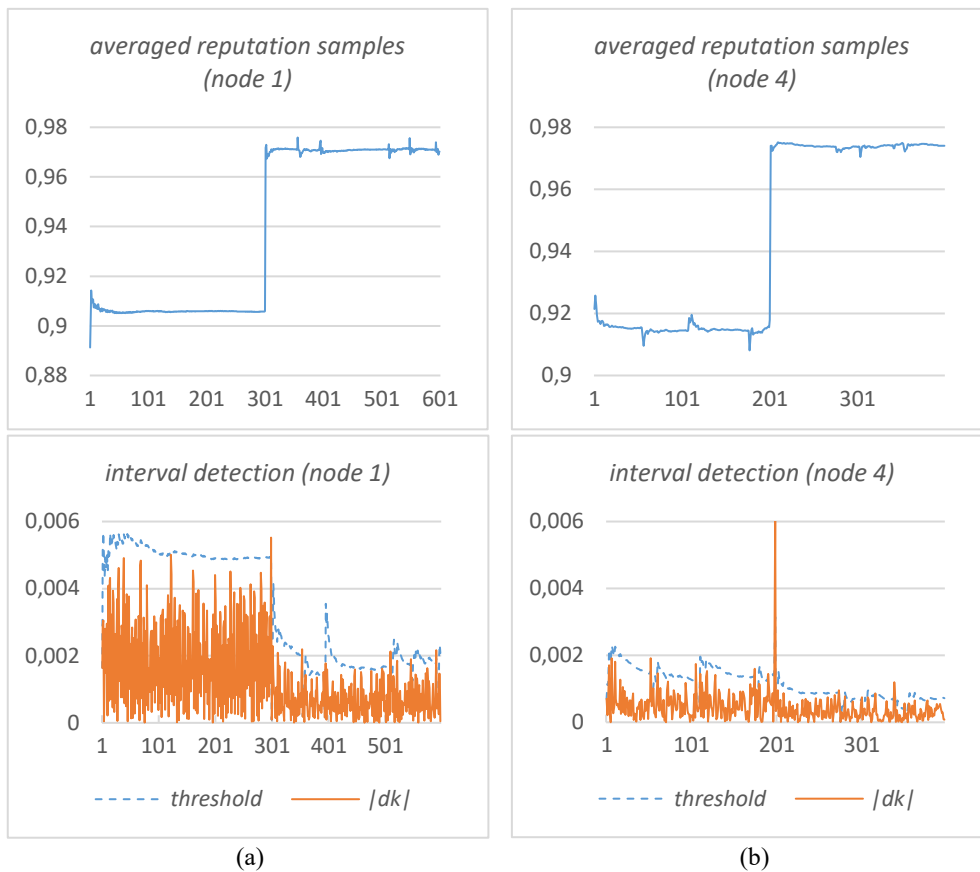 averaged reputation samples
(node 1)
0,98
0,96
0,94
0,92
0,9
0,88
1 101 201 301 401 501 601
averaged reputation samples
(node 4)
0,98
0,96
0,94
0,92
0,9
1 101 201 301
interval detection (node 1)
0,006
0,004
0,002
0
1 101 201 301 401 501
threshold |dk|
interval detection (node 4)
0,006
0,004
0,002
0
1 101 201 301
threshold |dk|
(a)
(b)